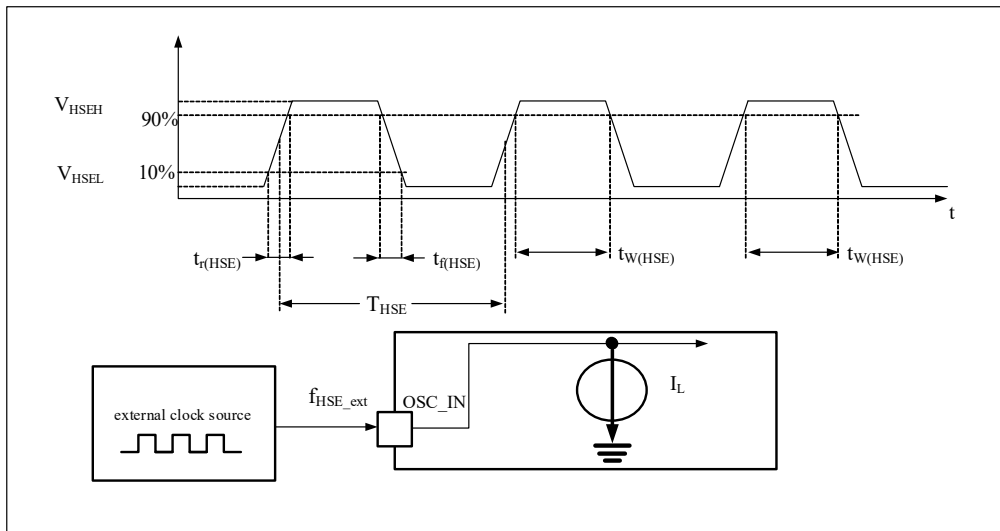 V_HSEH
90%
10%
V_HSEL
t
t_r(HSE)
t_f(HSE)
t_W(HSE)
t_W(HSE)
T_HSE
external clock source
f_HSE_ext
OSC_IN
I_L